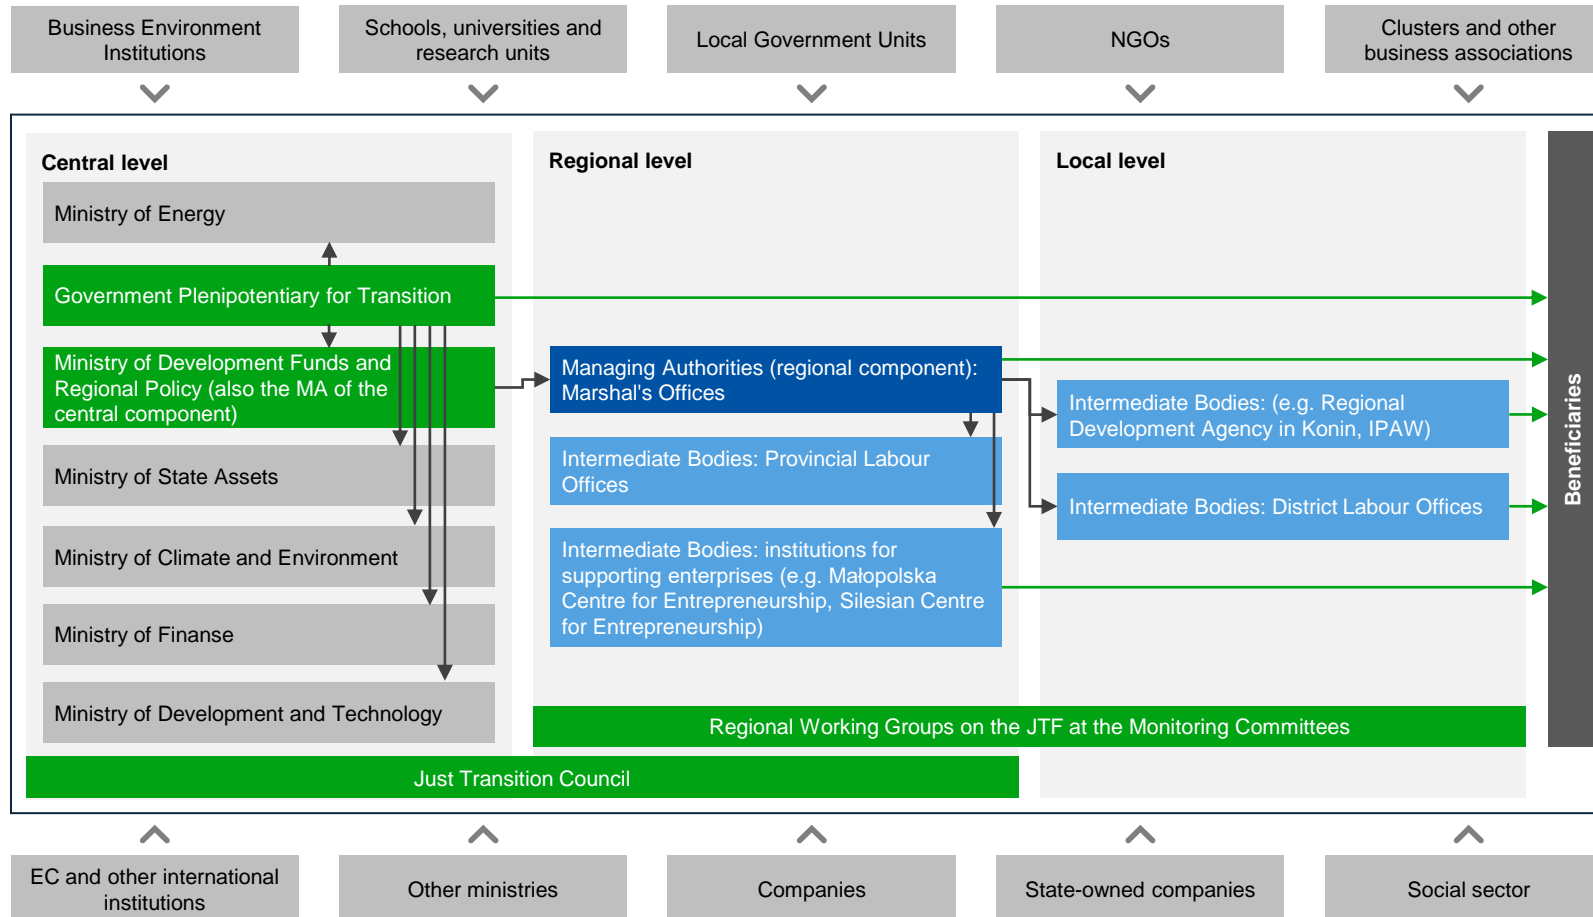 Business Environment
Institutions
Schools, universities and
research units
Local Government Units
NGOs
Clusters and other
business associations
Central level
Ministry of Energy
Government Plenipotentiary for Transition
Ministry of Development Funds and
Regional Policy (also the MA of the
central component)
Ministry of State Assets
Ministry of Climate and Environment
Ministry of Finanse
Ministry of Development and Technology
Regional level
Managing Authorities (regional component):
Marshal's Offices
Intermediate Bodies: Provincial Labour
Offices
Intermediate Bodies: institutions for
supporting enterprises (e.g. Małopolska
Centre for Entrepreneurship, Silesian Centre
for Entrepreneurship)
Local level
Intermediate Bodies: (e.g. Regional
Development Agency in Konin, IPAW)
Intermediate Bodies: District Labour Offices
Beneficiaries
Regional Working Groups on the JTF at the Monitoring Committees
Just Transition Council
EC and other international
institutions
Other ministries
Companies
State-owned companies
Social sector